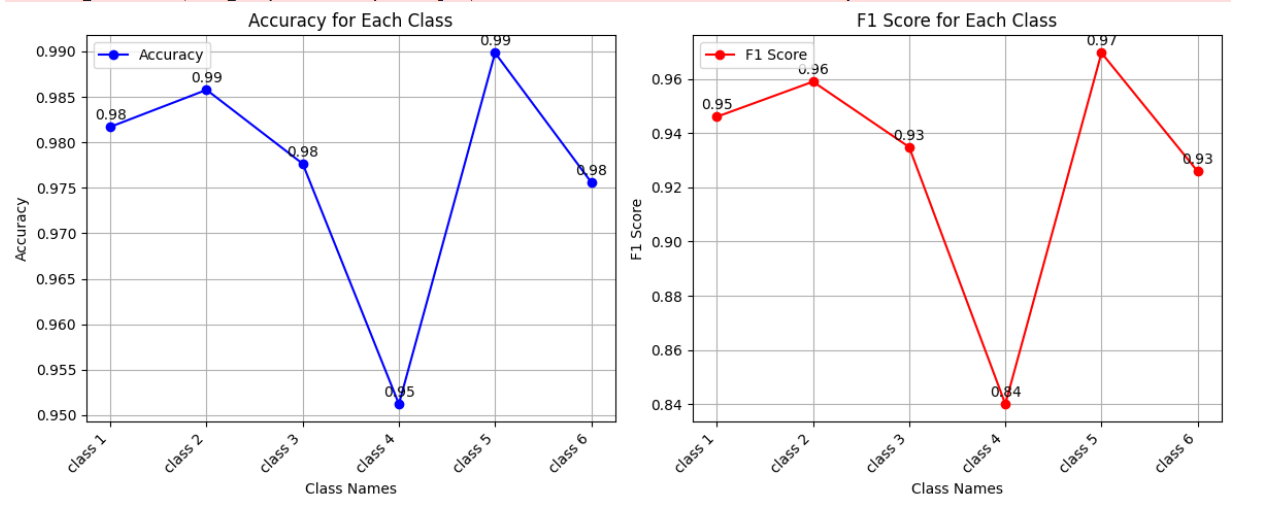 Accuracy for Each Class
Accuracy
0.990
0.985
0.980
0.975
0.970
0.965
0.960
0.955
0.950
Accuracy
0.98
0.99
0.98
0.95
0.99
0.98
class 1
class 2
class 3
class 4
class 5
class 6
Class Names
F1 Score for Each Class
F1 Score
0.96
0.94
0.92
0.90
0.88
0.86
0.84
F1 Score
0.95
0.96
0.93
0.84
0.97
0.93
class 1
class 2
class 3
class 4
class 5
class 6
Class Names